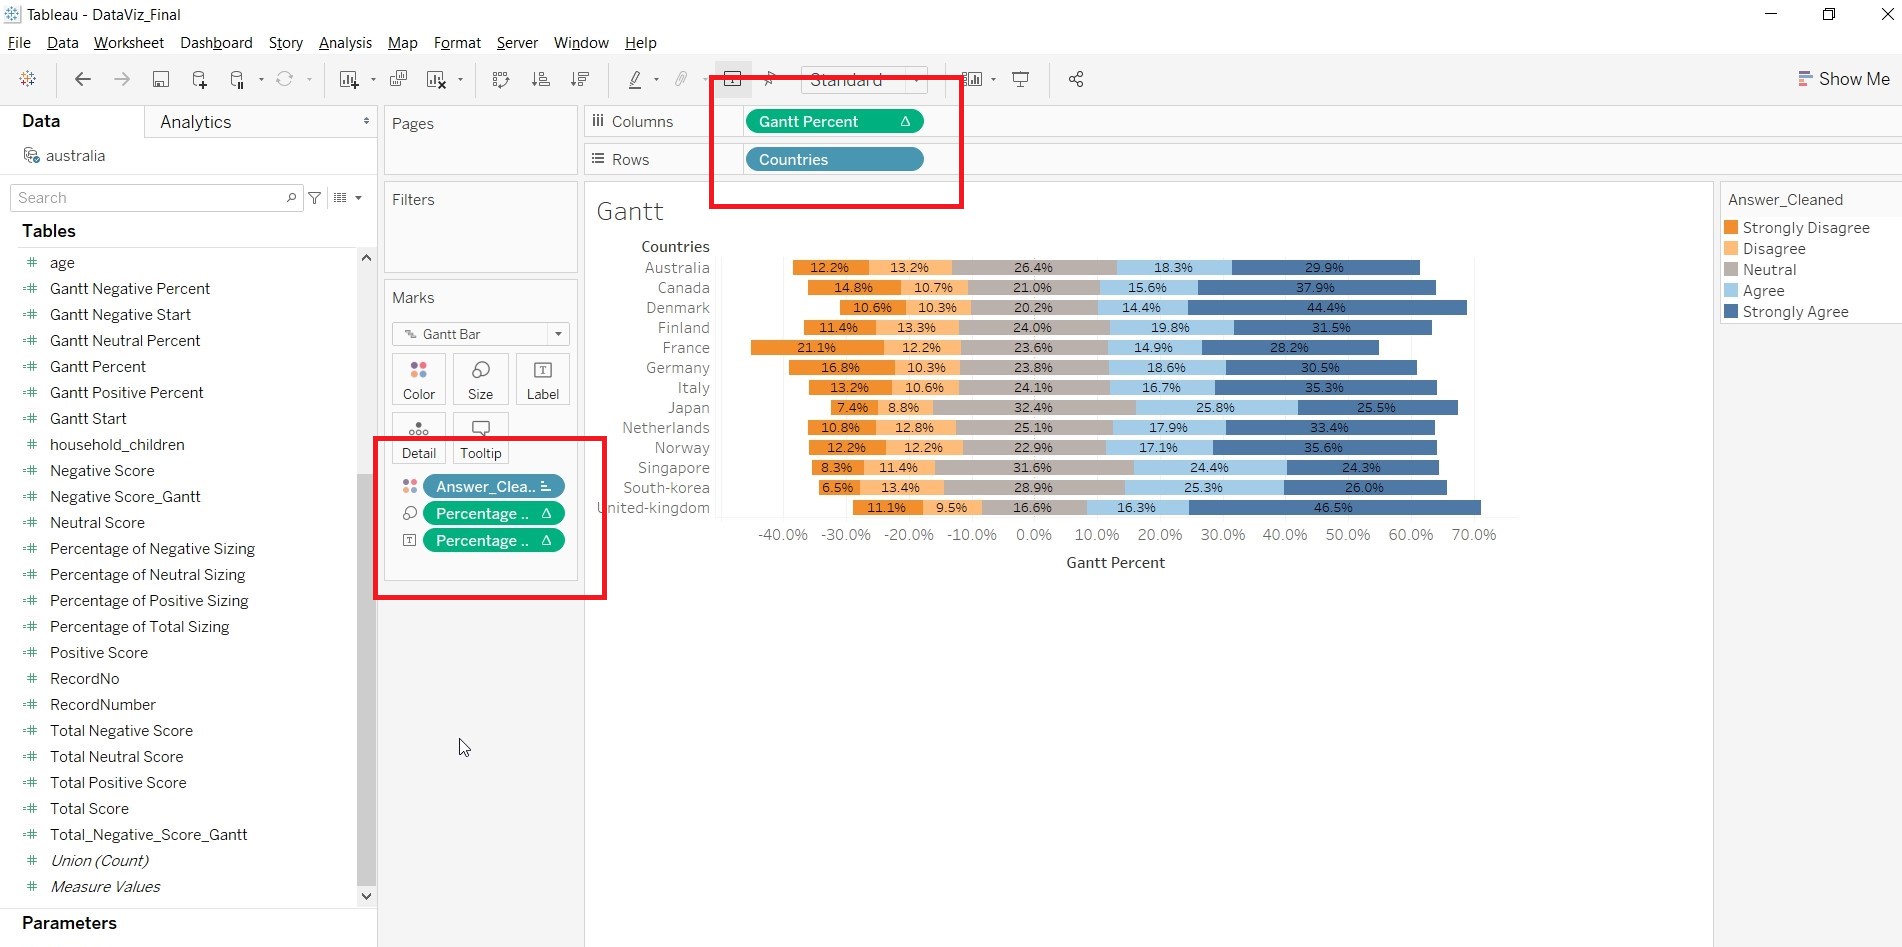 Tableau - DataViz_Final
File Data Worksheet Dashboard Story Analysis Map Format Server Window Help
Standard
Show Me
Data Analytics
australia
Search
Tables
age
Gantt Negative Percent
Gantt Negative Start
Gantt Neutral Percent
Gantt Percent
Gantt Positive Percent
Gantt Start
household_children
Negative Score
Negative Score_Gantt
Neutral Score
Percentage of Negative Sizing
Percentage of Neutral Sizing
Percentage of Positive Sizing
Percentage of Total Sizing
Positive Score
RecordNo
RecordNumber
Total Negative Score
Total Neutral Score
Total Positive Score
Total Score
Total_Negative_Score_Gantt
Union (Count)
Measure Values
Parameters
Pages
Filters
Marks
Gantt Bar
Color Size Label
Detail Tooltip
Answer_Clea..
Percentage ..
Percentage ..
Columns Gantt Percent
Rows Countries
Gantt
Countries
Australia 12.2% 13.2% 26.4% 18.3% 29.9%
Canada 14.8% 10.7% 21.0% 15.6% 37.9%
Denmark 10.6% 10.3% 20.2% 14.4% 44.4%
Finland 11.4% 13.3% 24.0% 19.8% 31.5%
France 21.1% 12.2% 23.6% 14.9% 28.2%
Germany 16.8% 10.3% 23.8% 18.6% 30.5%
Italy 13.2% 10.6% 24.1% 16.7% 35.3%
Japan 7.4% 8.8% 32.4% 25.8% 25.5%
Netherlands 10.8% 12.8% 25.1% 17.9% 33.4%
Norway 12.2% 12.2% 22.9% 17.1% 35.6%
Singapore 8.3% 11.4% 31.6% 24.4% 24.3%
South-korea 6.5% 13.4% 28.9% 25.3% 26.0%
United-kingdom 11.1% 9.5% 16.6% 16.3% 46.5%
-40.0% -30.0% -20.0% -10.0% 0.0% 10.0% 20.0% 30.0% 40.0% 50.0% 60.0% 70.0%
Gantt Percent
Answer_Cleaned
Strongly Disagree
Disagree
Neutral
Agree
Strongly Agree